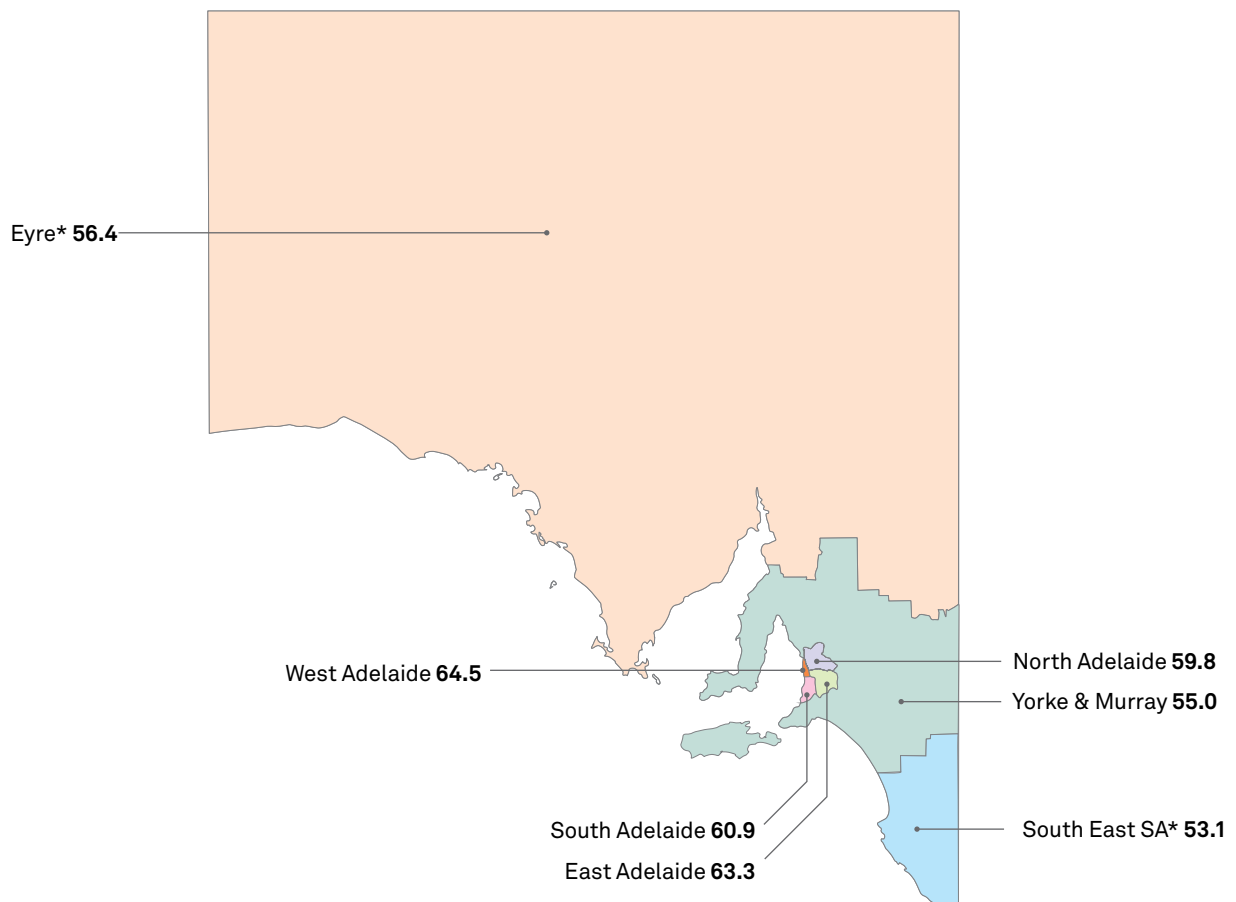 Eyre* 56.4
North Adelaide 59.8
West Adelaide 64.5
Yorke & Murray 55.0
South Adelaide 60.9
South East SA* 53.1
East Adelaide 63.3